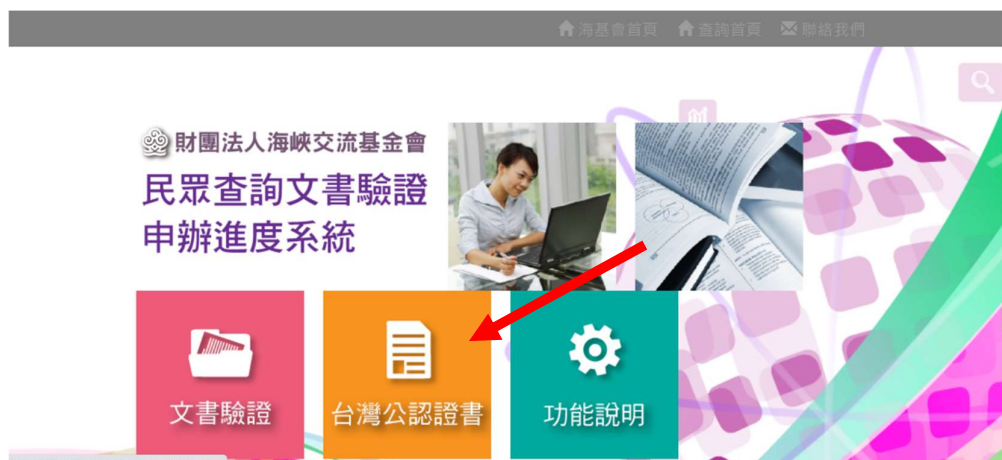 海基會首頁 查詢首頁 聯絡我們
財團法人海峽交流基金會
民眾查詢文書驗證
申辦進度系統
文書驗證 台灣公認證書 功能說明